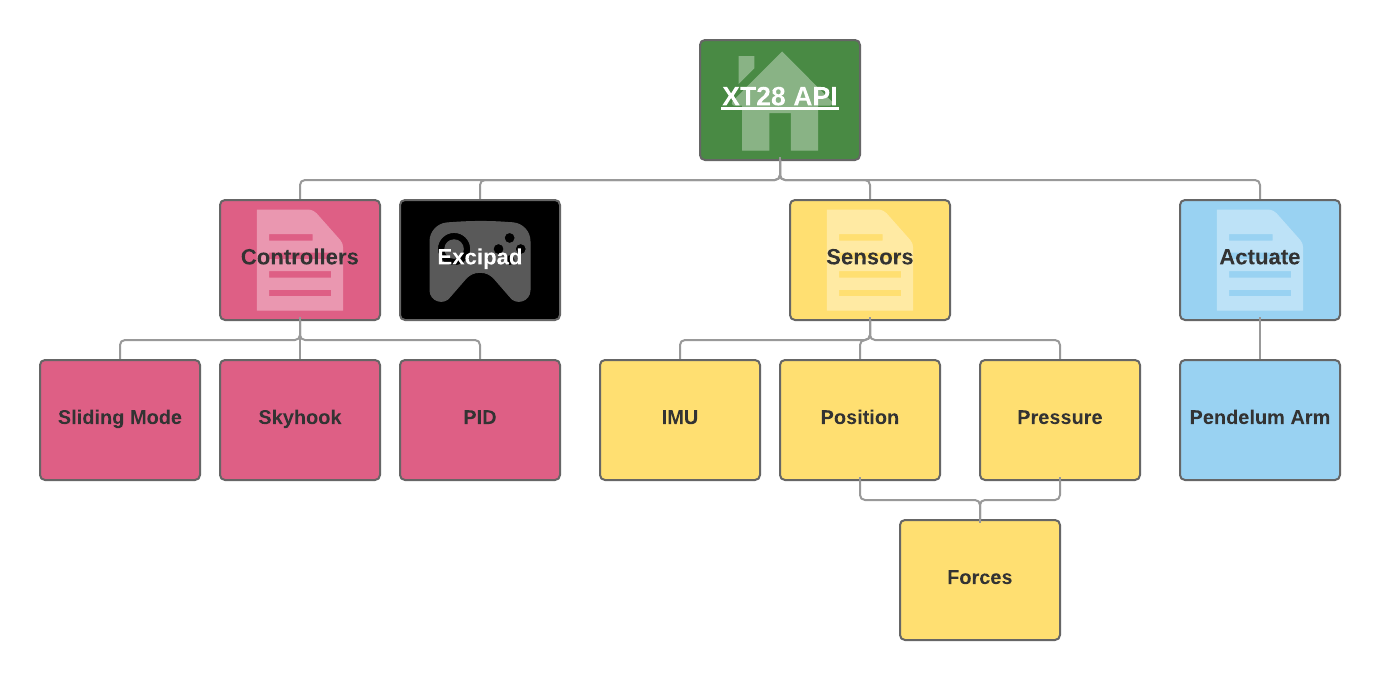 XT28 API
Controllers
Excipad
Sensors
Actuate
Sliding Mode
Skyhook
PID
IMU
Position
Pressure
Pendelum Arm
Forces